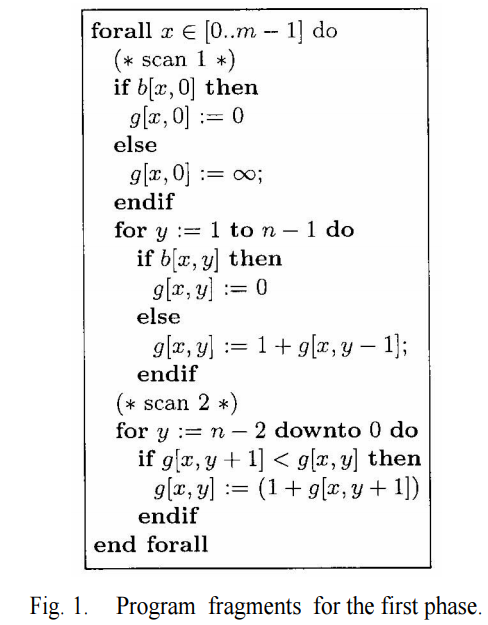 forall x ∈ [0..m − 1] do
(* scan 1 *)
if b[x, 0] then
g[x, 0] := 0
else
g[x, 0] := ∞;
endif
for y := 1 to n − 1 do
if b[x, y] then
g[x, y] := 0
else
g[x, y] := 1 + g[x, y − 1];
endif
(* scan 2 *)
for y := n − 2 downto 0 do
if g[x, y + 1] < g[x, y] then
g[x, y] := (1 + g[x, y + 1])
endif
end forall
Fig. 1. Program fragments for the first phase.